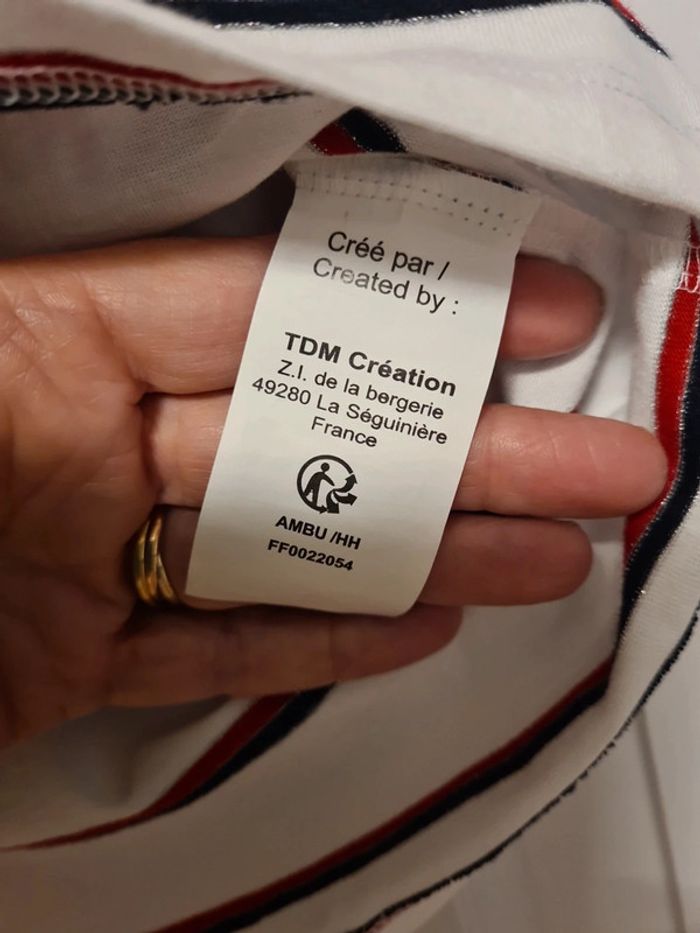 Créé par /
Created by :
TDM Création
Z.I. de la bergerie
49280 La Séguinière
France
AMBU /HH
FF0022054